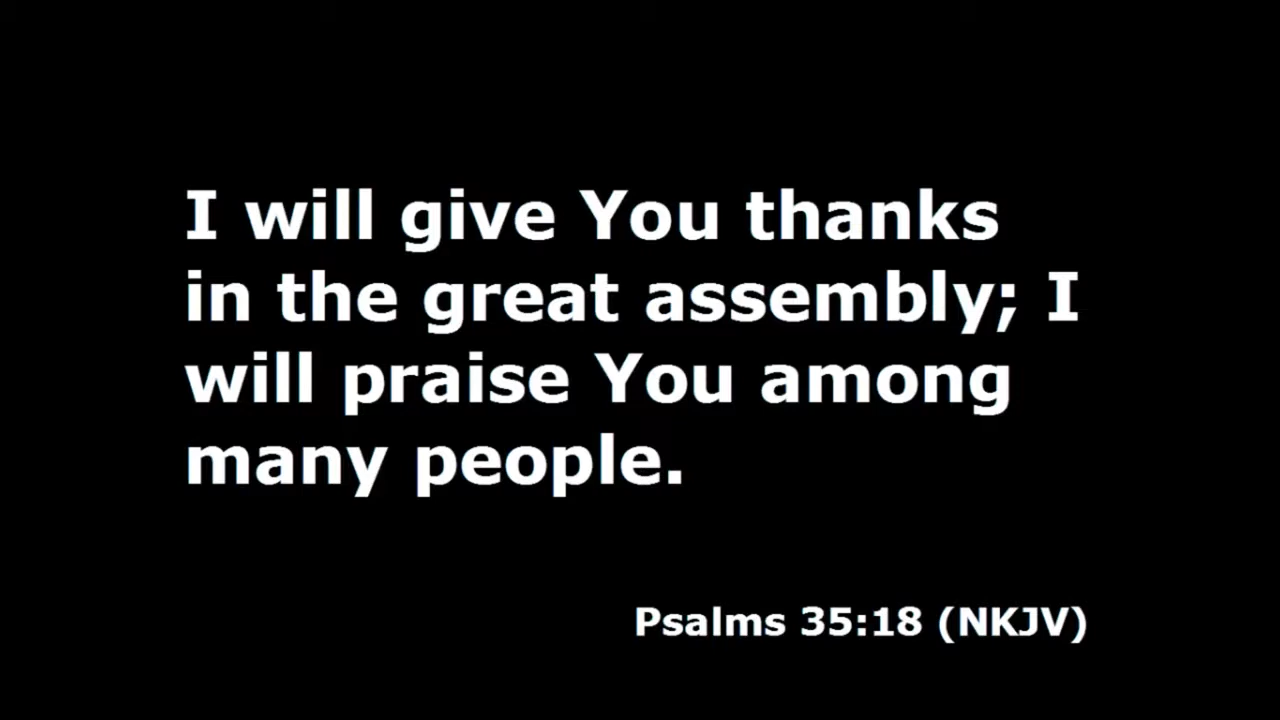 I will give You thanks
in the great assembly; I
will praise You among
many people.
Psalms 35:18 (NKJV)